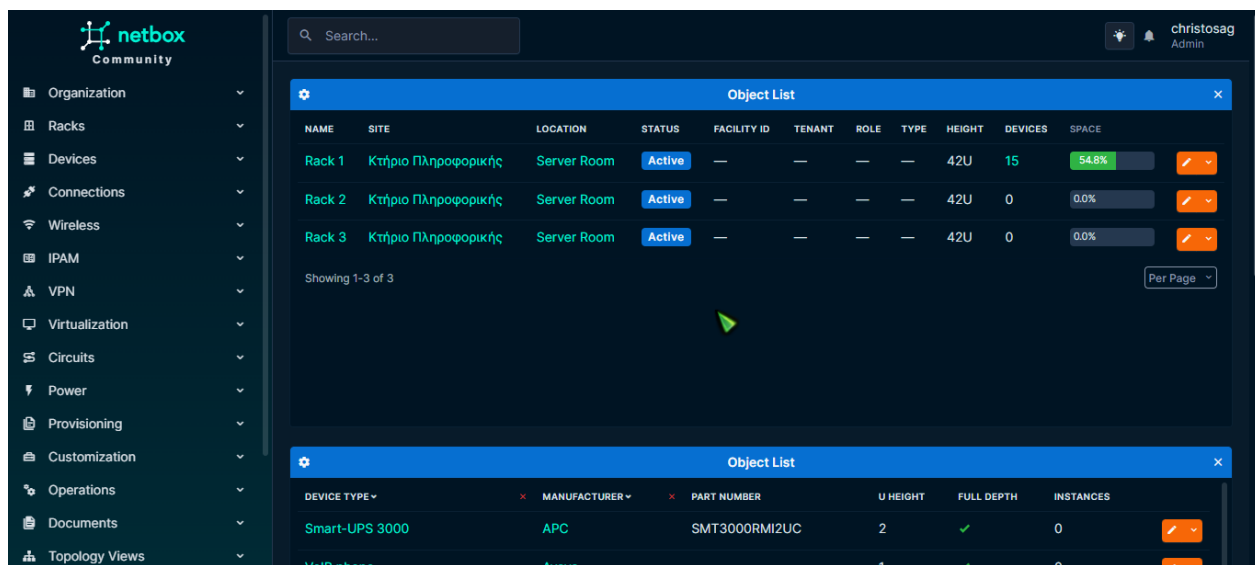 netbox
Community
Search...
christosag
Admin
Organization
Racks
Devices
Connections
Wireless
IPAM
VPN
Virtualization
Circuits
Power
Provisioning
Customization
Operations
Documents
Topology Views
Object List
NAME SITE LOCATION STATUS FACILITY ID TENANT ROLE TYPE HEIGHT DEVICES SPACE
Rack 1 Κτήριο Πληροφορικής Server Room Active — — — — 42U 15 54.8%
Rack 2 Κτήριο Πληροφορικής Server Room Active — — — — 42U 0 0.0%
Rack 3 Κτήριο Πληροφορικής Server Room Active — — — — 42U 0 0.0%
Showing 1-3 of 3 Per Page
Object List
DEVICE TYPE MANUFACTURER PART NUMBER U HEIGHT FULL DEPTH INSTANCES
Smart-UPS 3000 APC SMT3000RMI2UC 2 0